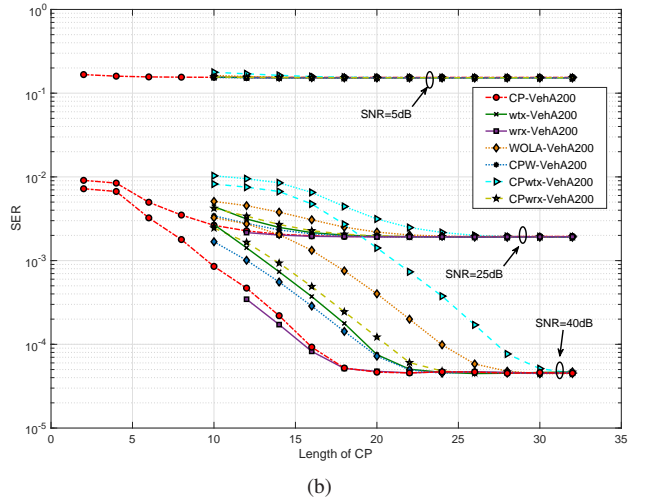 10^0
10^-1
10^-2
10^-3
10^-4
10^-5
SER
0
5
10
15
20
25
30
35
Length of CP
SNR=5dB
SNR=25dB
SNR=40dB
CP-VehA200
wtx-VehA200
wrx-VehA200
WOLA-VehA200
CPW-VehA200
CPwtx-VehA200
CPwrx-VehA200
(b)